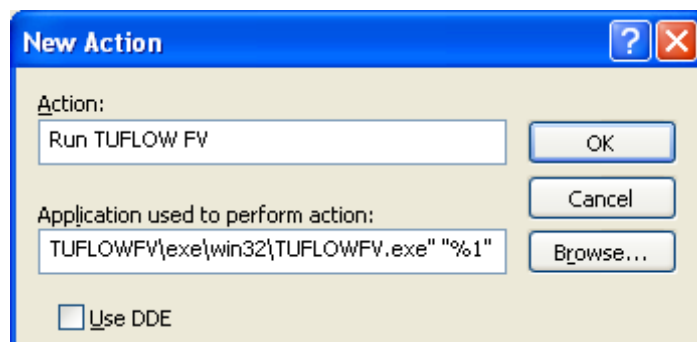 New Action
Action:
Run TUFLOW FV
OK
Cancel
Application used to perform action:
TUFLOWFV\exe\win32\TUFLOWFV.exe" "%1"
Browse...
Use DDE